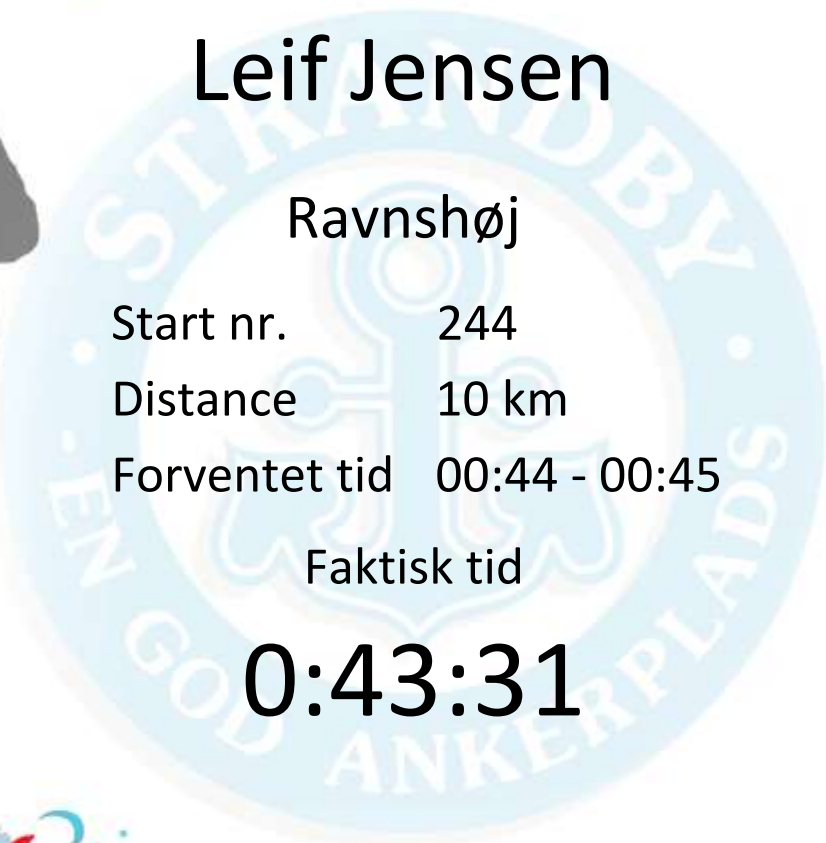 Leif Jensen
Ravnshøj
Start nr. 244
Distance 10 km
Forventet tid 00:44 - 00:45
Faktisk tid
0:43:31
STRANDBY
- EN GOD ANKERPLADS